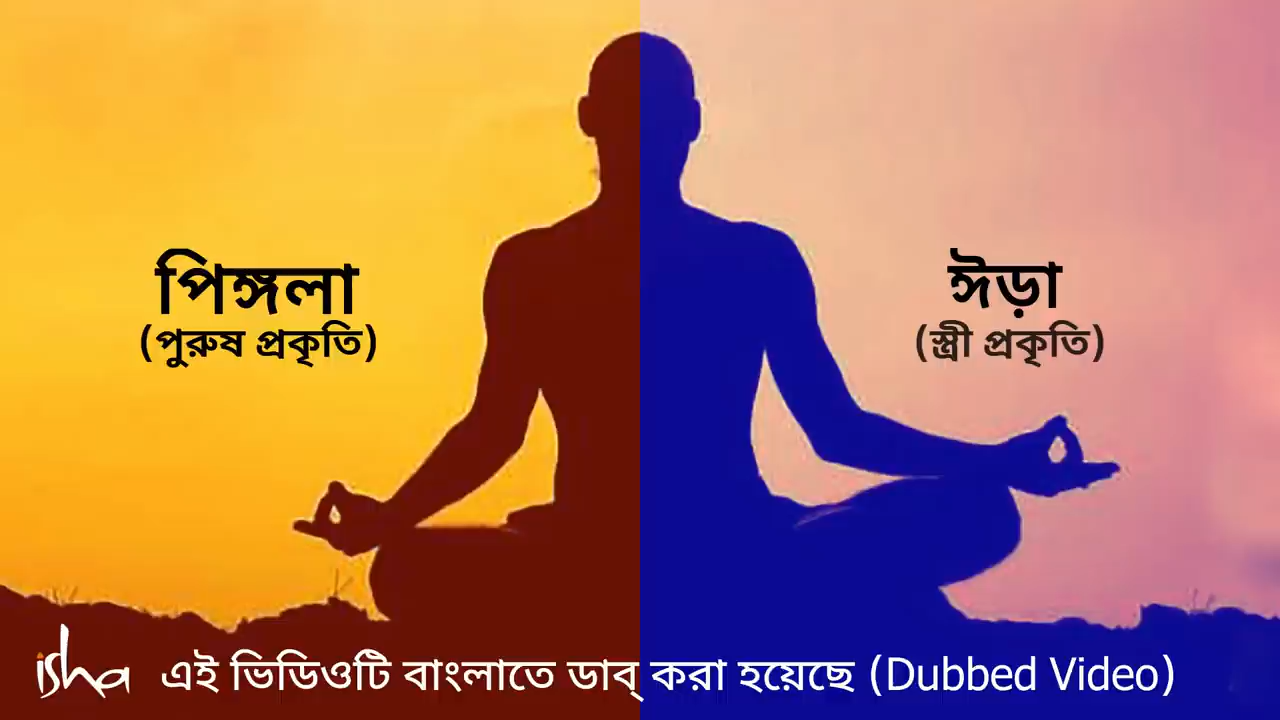 পিঙ্গলা
(পুরুষ প্রকৃতি)
ঈড়া
(স্ত্রী প্রকৃতি)
isha এই ভিডিওটি বাংলাতে ডাব্ করা হয়েছে (Dubbed Video)